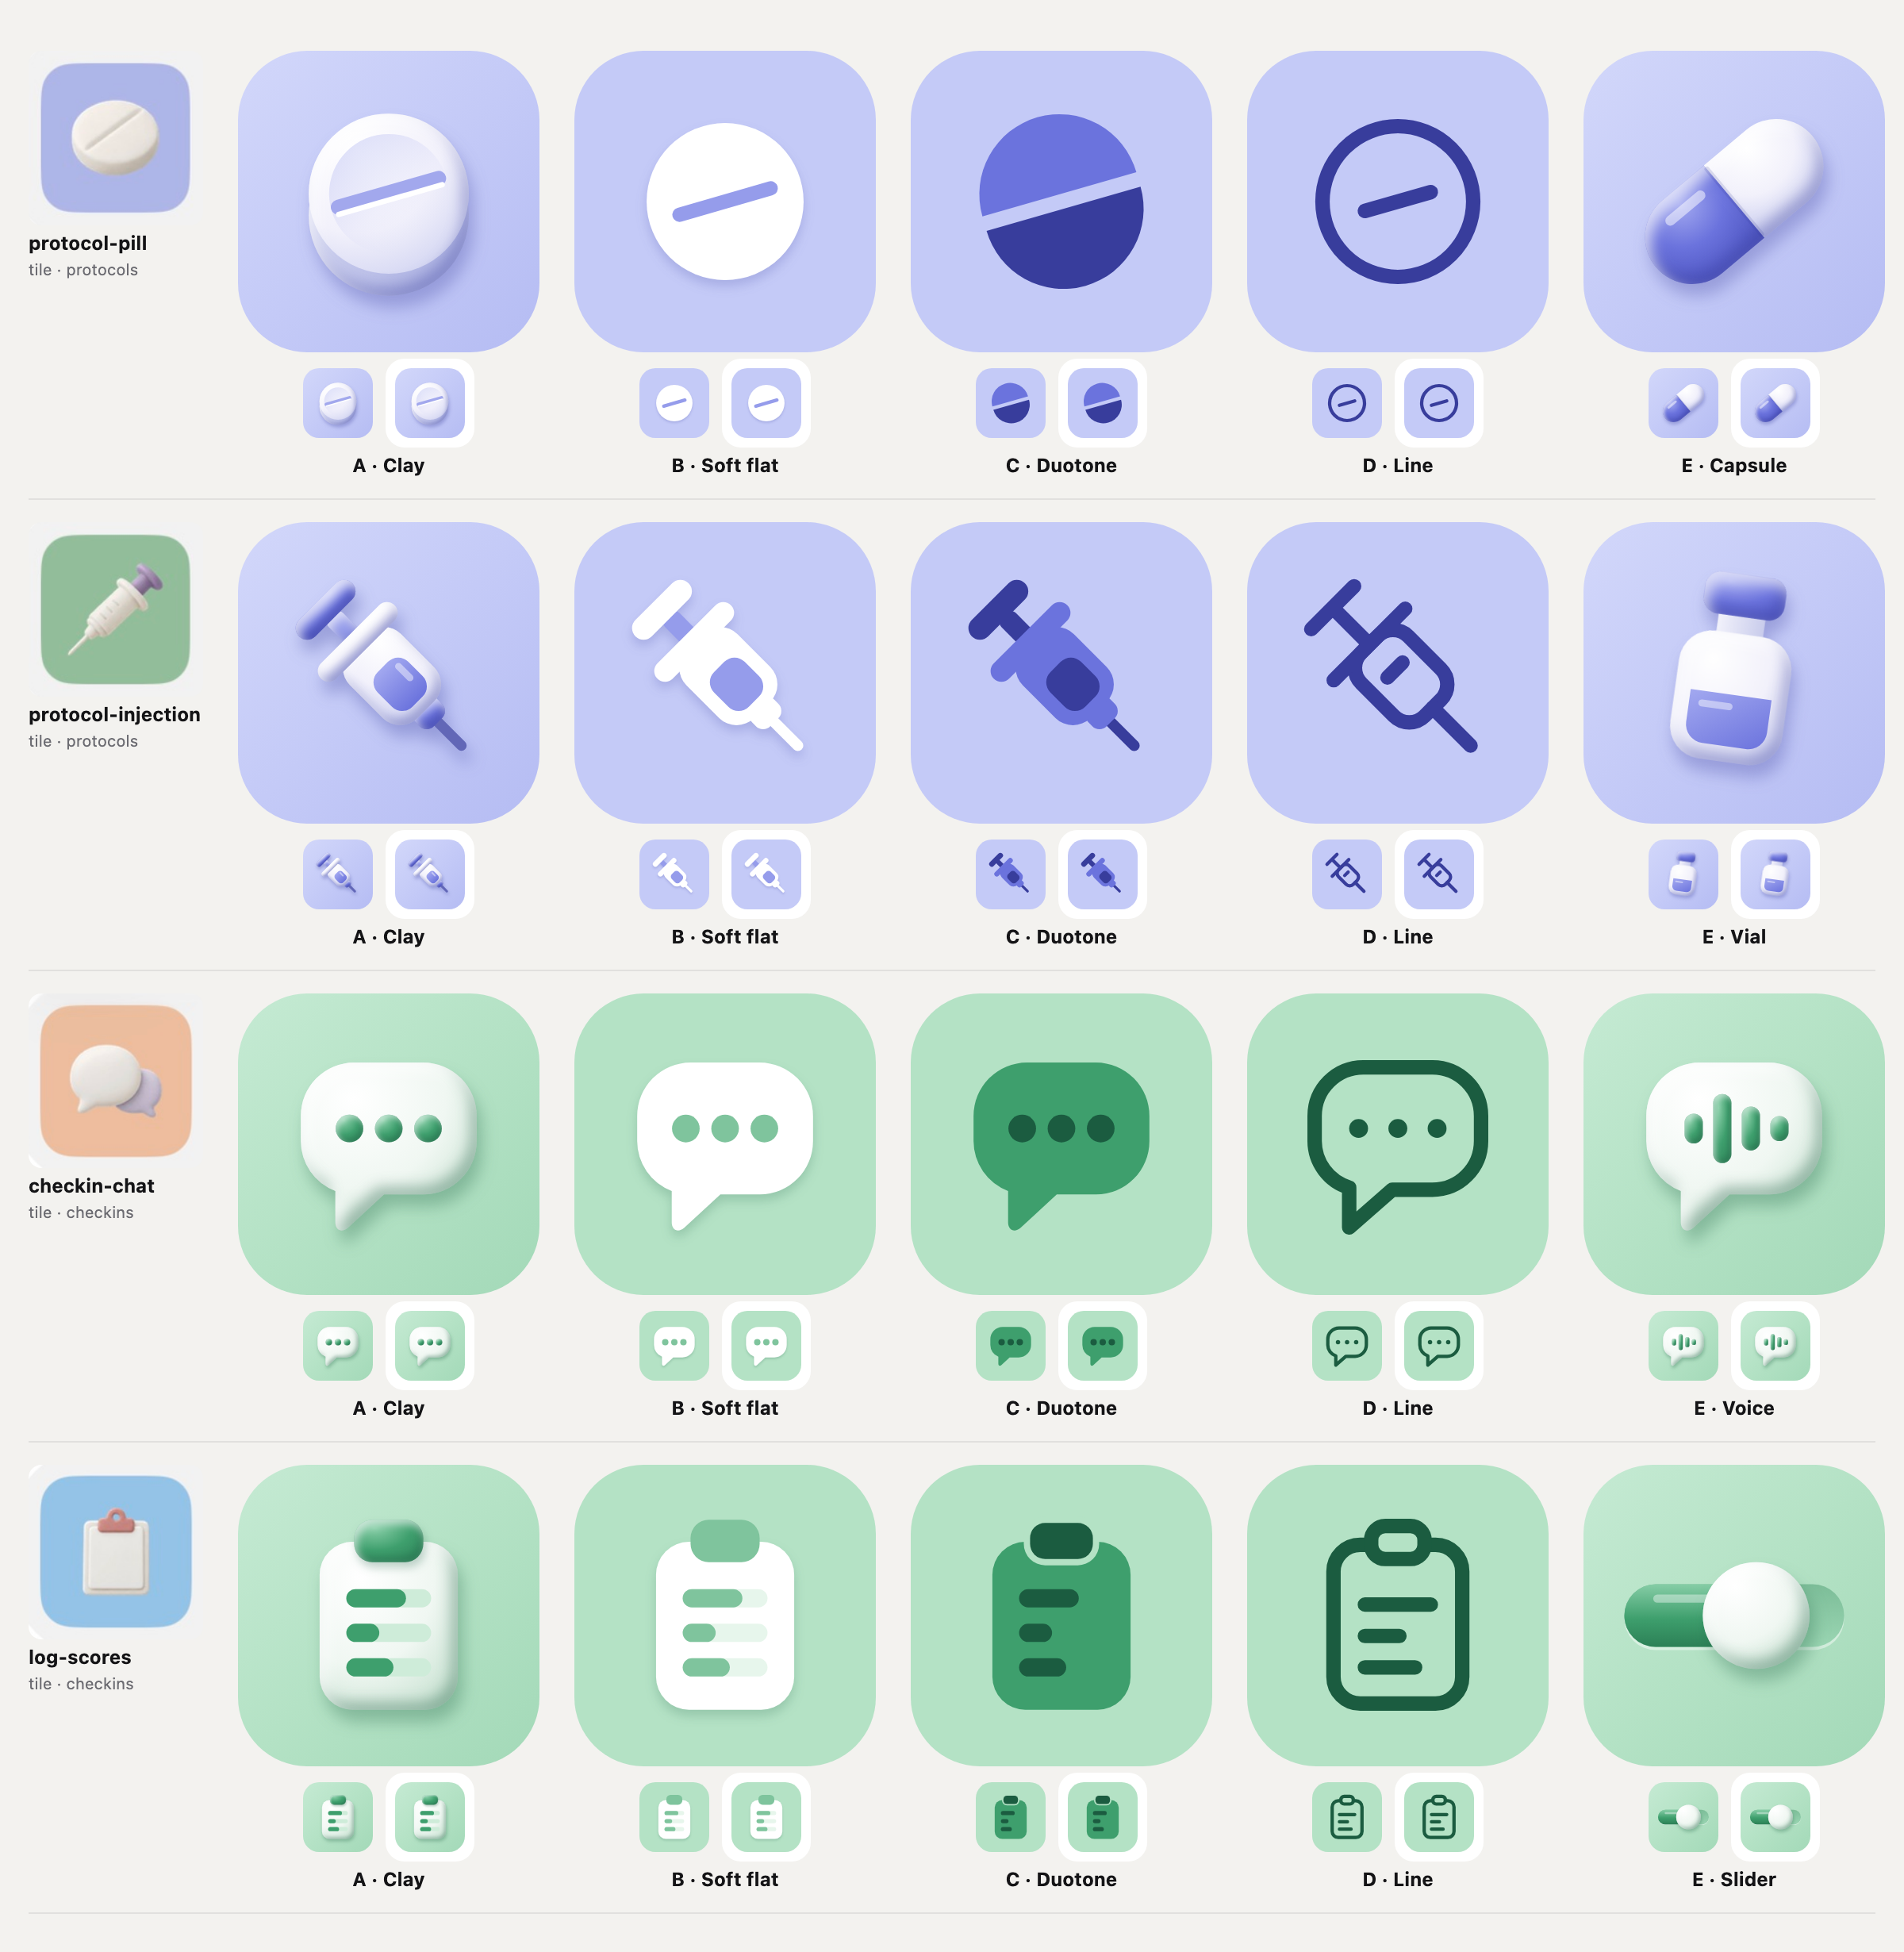 protocol-pill
tile · protocols
A · Clay
B · Soft flat
C · Duotone
D · Line
E · Capsule
protocol-injection
tile · protocols
A · Clay
B · Soft flat
C · Duotone
D · Line
E · Vial
checkin-chat
tile · checkins
A · Clay
B · Soft flat
C · Duotone
D · Line
E · Voice
log-scores
tile · checkins
A · Clay
B · Soft flat
C · Duotone
D · Line
E · Slider